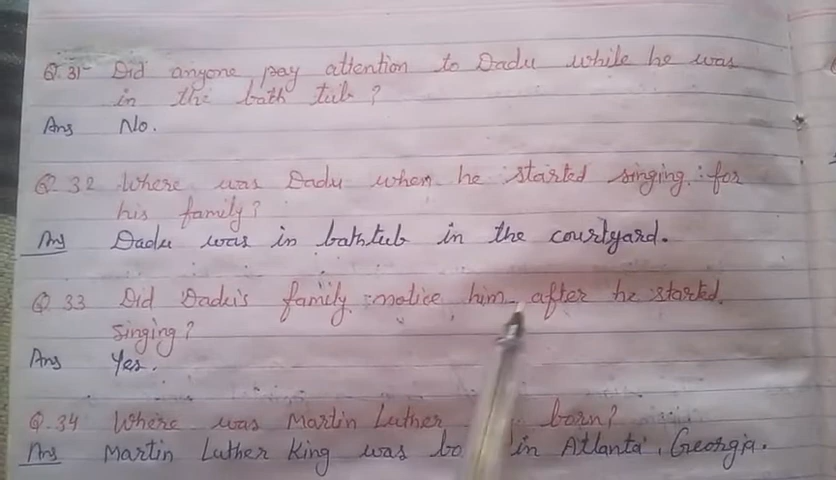 Q.31- Did anyone pay attention to Dadu while he was
in the bath tub?
Ans No.
Q 32 Where was Dadu when he started singing for
his family?
Ans Dadu was in bathtub in the courtyard.
Q 33 Did Dadu's family notice him after he started
singing?
Ans Yes.
Q.34 Where was Martin Luther born?
Ans Martin Luther King was in Atlanta, Georgia.